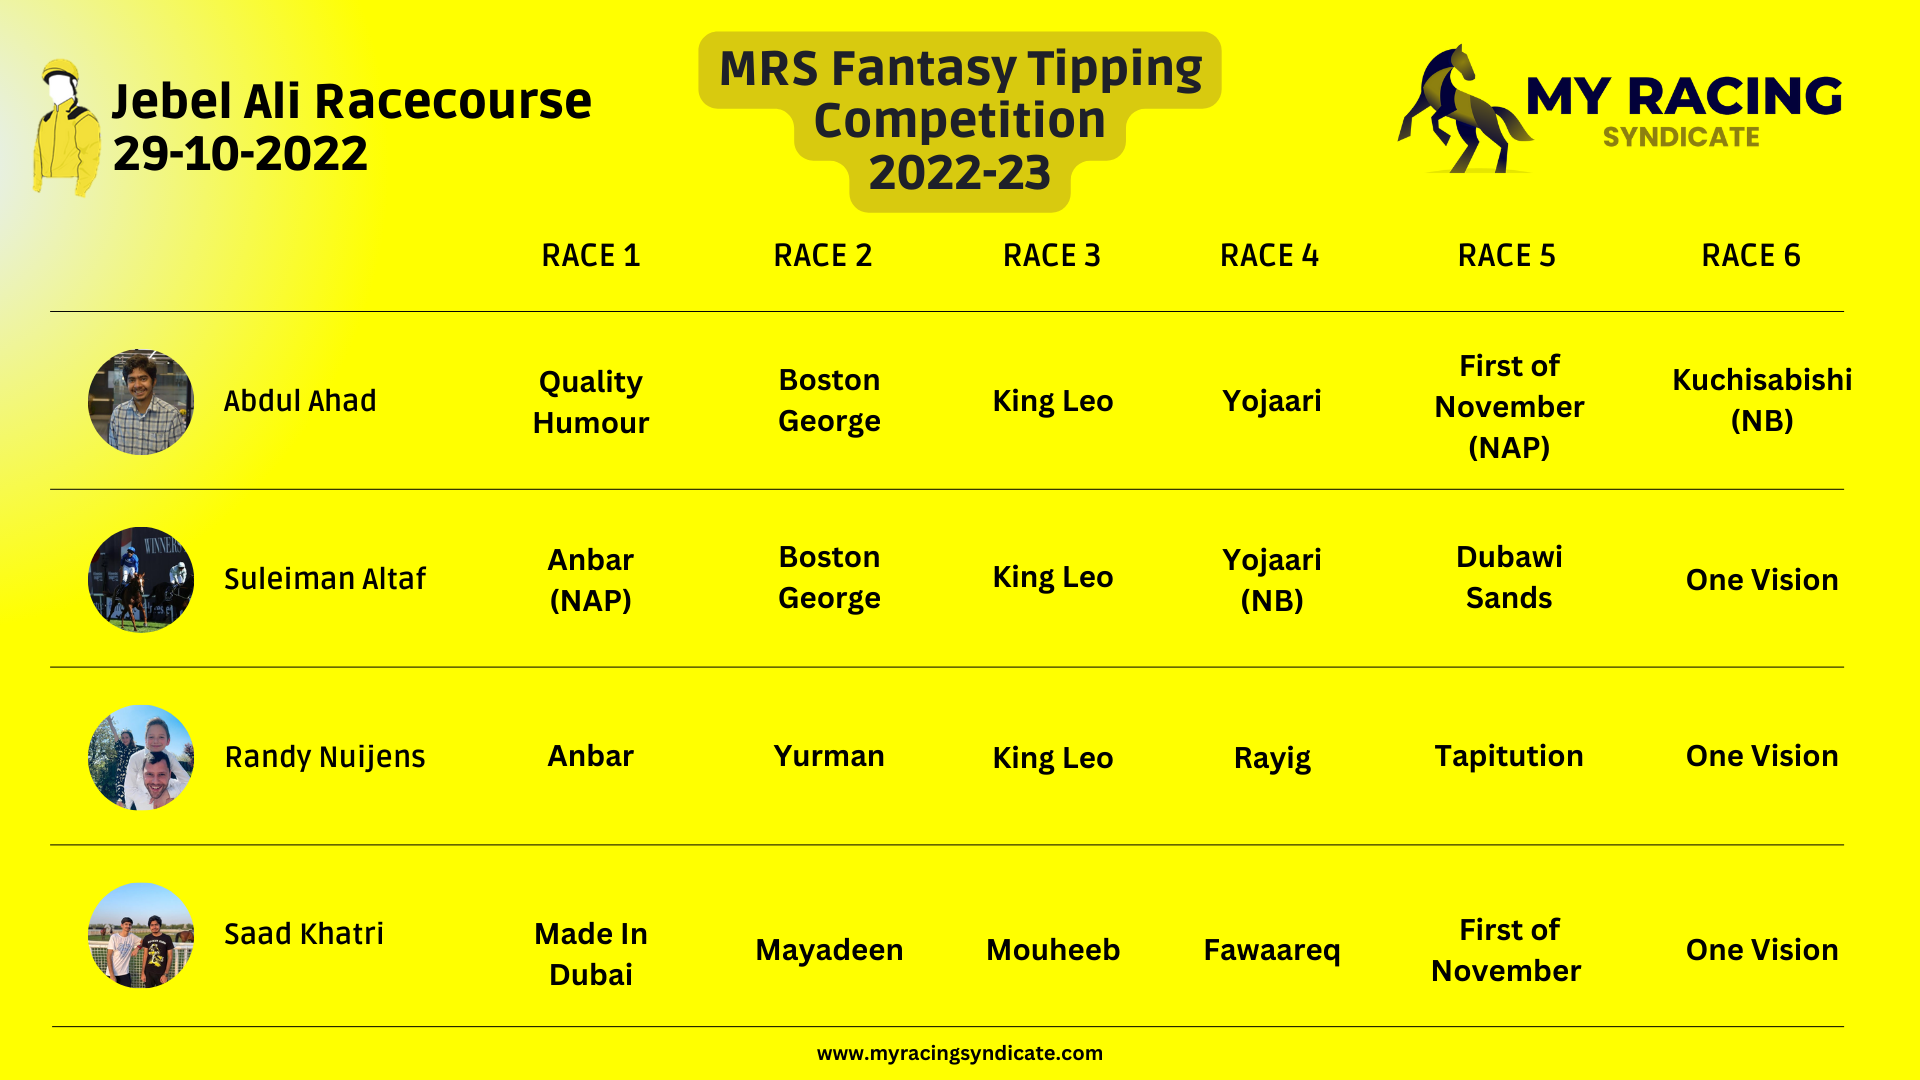 Jebel Ali Racecourse
29-10-2022
MRS Fantasy Tipping
Competition
2022-23
MY RACING
SYNDICATE
RACE 1
RACE 2
RACE 3
RACE 4
RACE 5
RACE 6
Abdul Ahad
Quality
Humour
Boston
George
King Leo
Yojaari
First of
November
(NAP)
Kuchisabishi
(NB)
WINNERS
Suleiman Altaf
Anbar
(NAP)
Boston
George
King Leo
Yojaari
(NB)
Dubawi
Sands
One Vision
Randy Nuijens
Anbar
Yurman
King Leo
Rayig
Tapitution
One Vision
Saad Khatri
Made In
Dubai
Mayadeen
Mouheeb
Fawaareq
First of
November
One Vision
www.myracingsyndicate.com